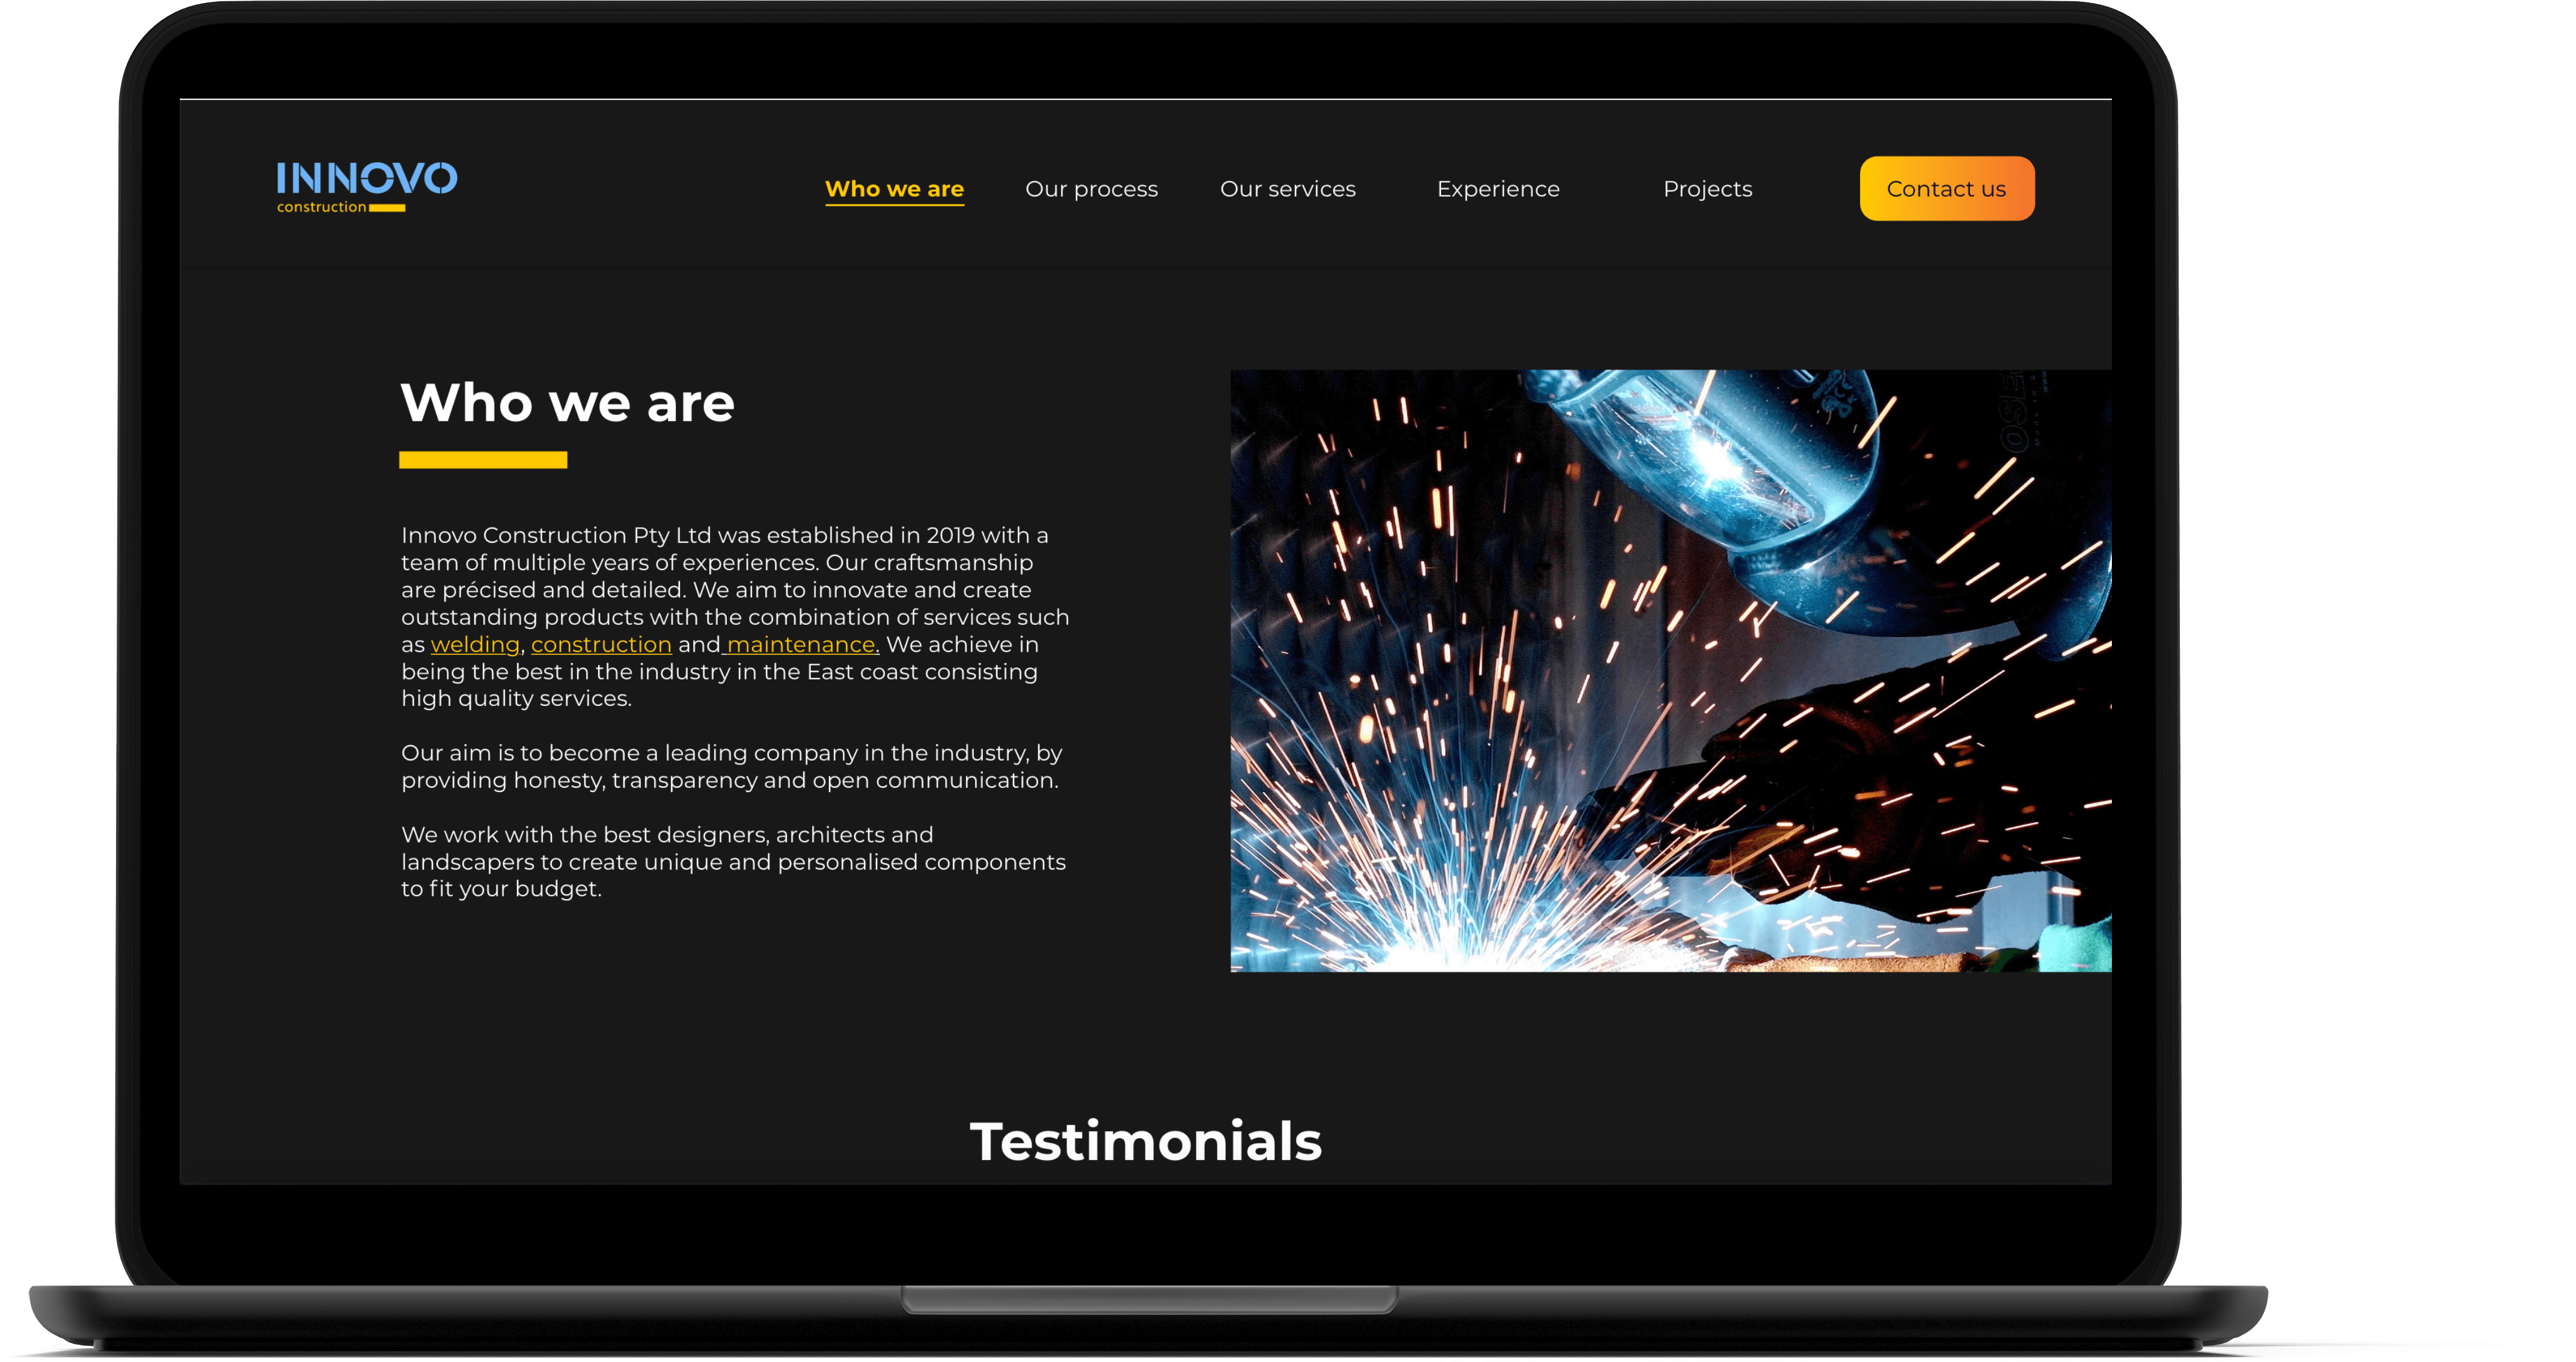 INNOVO
construction
Who we are
Our process
Our services
Experience
Projects
Contact us
Who we are
Innovo Construction Pty Ltd was established in 2019 with a
team of multiple years of experiences. Our craftsmanship
are précised and detailed. We aim to innovate and create
outstanding products with the combination of services such
as welding, construction and maintenance. We achieve in
being the best in the industry in the East coast consisting
high quality services.
Our aim is to become a leading company in the industry, by
providing honesty, transparency and open communication.
We work with the best designers, architects and
landscapers to create unique and personalised components
to fit your budget.
Testimonials